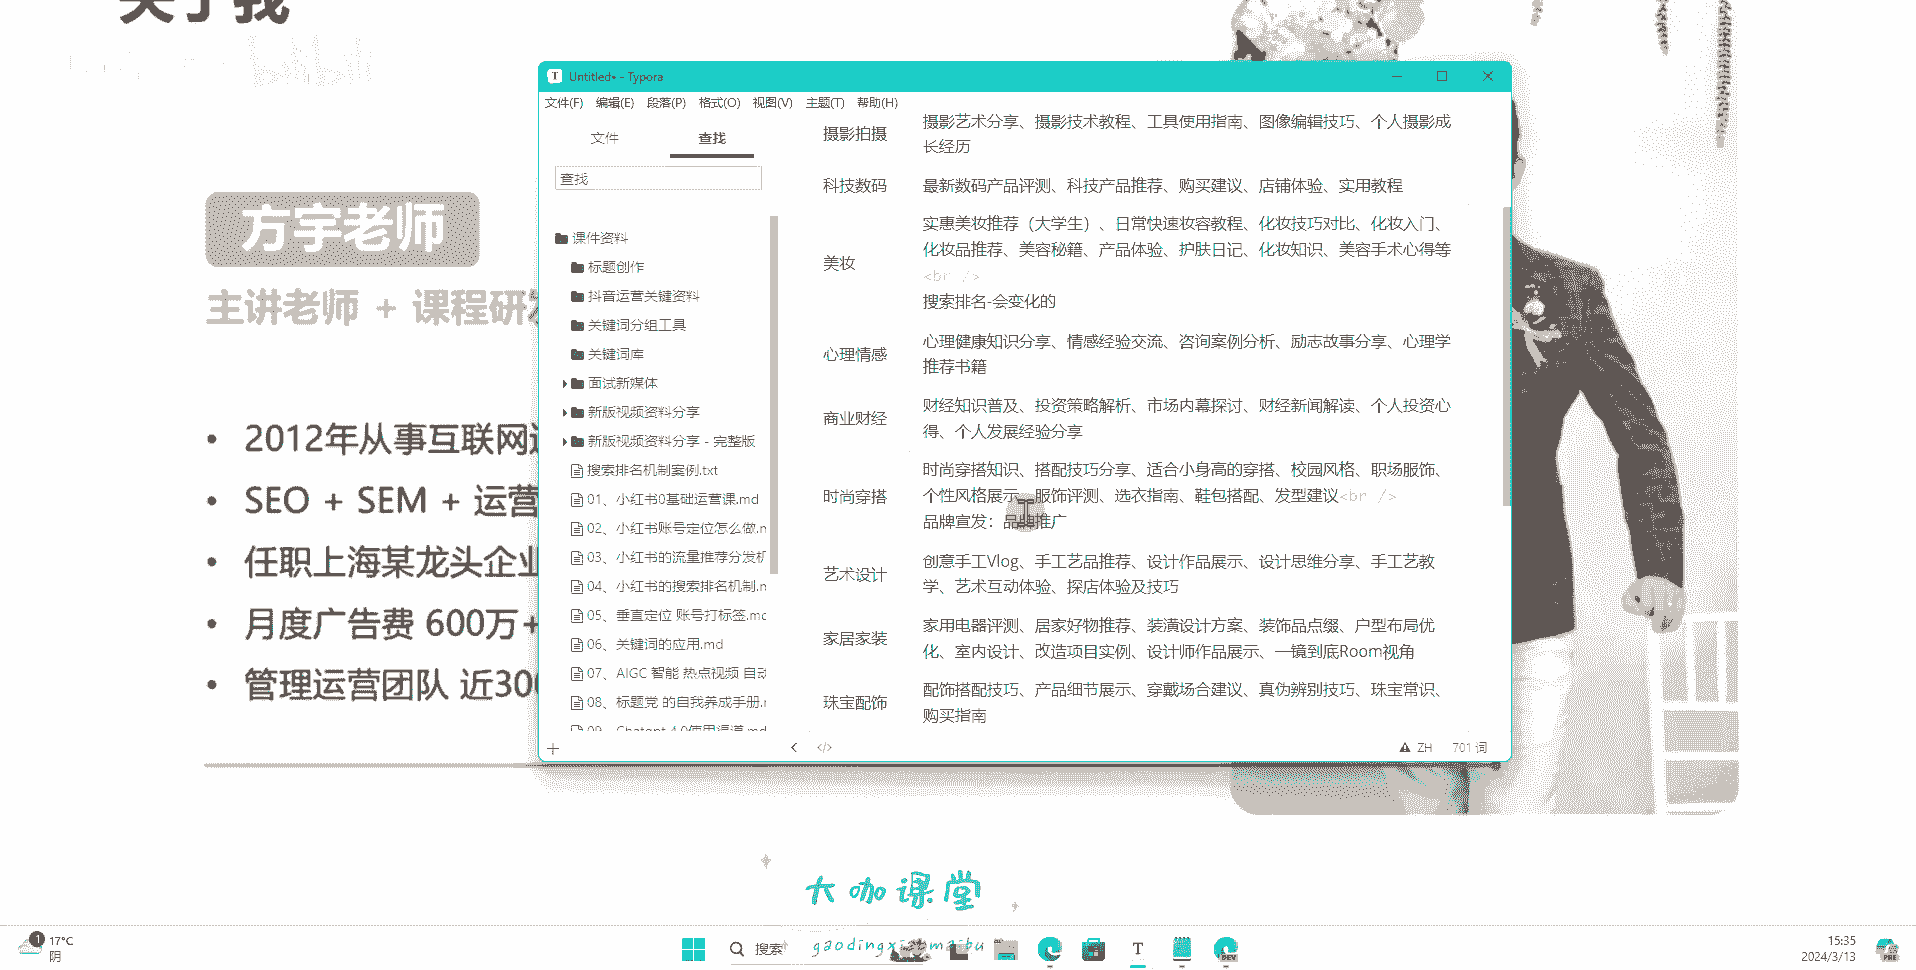 关于我
bilibili
方宇老师
主讲老师 + 课程研发
2012年从事互联网
SEO + SEM + 运营
任职上海某龙头企业
月度广告费 600万+
管理运营团队 近300
Untitled• - Typora
文件(F) 编辑(E) 段落(P) 格式(O) 视图(V) 主题(T) 帮助(H)
文件 查找
查找
课件资料
标题创作
抖音运营关键资料
关键词分组工具
关键词库
面试新媒体
新版视频资料分享
新版视频资料分享 - 完整版
搜索排名机制案例.txt
01、小红书0基础运营课.md
02、小红书账号定位怎么做.n
03、小红书的流量推荐分发机
04、小红书的搜索排名机制.n
05、垂直定位 账号打标签.mc
06、关键词的应用.md
07、AIGC 智能 热点视频 自动
08、标题党 的自我养成手册.r
09、Chatgpt 4.0使用渠道.md
摄影拍摄
摄影艺术分享、摄影技术教程、工具使用指南、图像编辑技巧、个人摄影成
长经历
科技数码
最新数码产品评测、科技产品推荐、购买建议、店铺体验、实用教程
美妆
实惠美妆推荐（大学生）、日常快速妆容教程、化妆技巧对比、化妆入门、
化妆品推荐、美容秘籍、产品体验、护肤日记、化妆知识、美容手术心得等
<br />
搜索排名-会变化的
心理情感
心理健康知识分享、情感经验交流、咨询案例分析、励志故事分享、心理学
推荐书籍
商业财经
财经知识普及、投资策略解析、市场内幕探讨、财经新闻解读、个人投资心
得、个人发展经验分享
时尚穿搭
时尚穿搭知识、搭配技巧分享、适合小身高的穿搭、校园风格、职场服饰、
个性风格展示、服饰评测、选衣指南、鞋包搭配、发型建议<br />
品牌宣发：品牌推广
艺术设计
创意手工Vlog、手工艺品推荐、设计作品展示、设计思维分享、手工艺教
学、艺术互动体验、探店体验及技巧
家居家装
家用电器评测、居家好物推荐、装潢设计方案、装饰品点缀、户型布局优
化、室内设计、改造项目实例、设计师作品展示、一镜到底Room视角
珠宝配饰
配饰搭配技巧、产品细节展示、穿戴场合建议、真伪辨别技巧、珠宝常识、
购买指南
ZH 701 词
大咖课堂
1
17°C
阴
搜索
T
DEV
15:35
2024/3/13
PRE